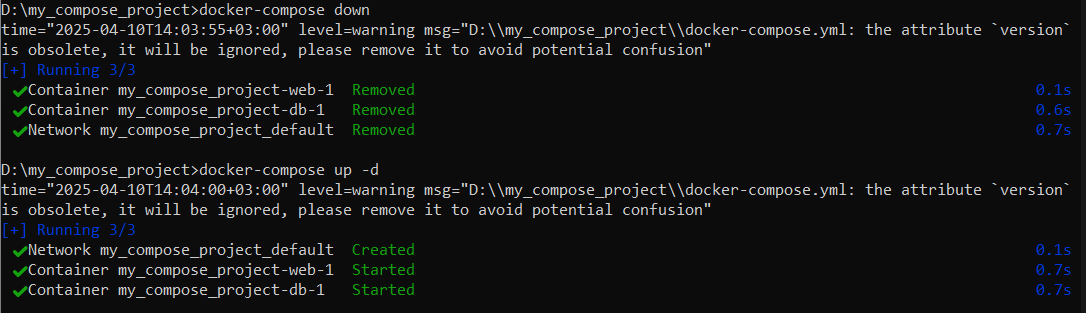 D:\my_compose_project>docker-compose down
time="2025-04-10T14:03:55+03:00" level=warning msg="D:\\my_compose_project\\docker-compose.yml: the attribute `version`
is obsolete, it will be ignored, please remove it to avoid potential confusion"
[+] Running 3/3
✔Container my_compose_project-web-1  Removed 0.1s
✔Container my_compose_project-db-1   Removed 0.6s
✔Network my_compose_project_default  Removed 0.7s
D:\my_compose_project>docker-compose up -d
time="2025-04-10T14:04:00+03:00" level=warning msg="D:\\my_compose_project\\docker-compose.yml: the attribute `version`
is obsolete, it will be ignored, please remove it to avoid potential confusion"
[+] Running 3/3
✔Network my_compose_project_default  Created 0.1s
✔Container my_compose_project-web-1  Started 0.7s
✔Container my_compose_project-db-1   Started 0.7s